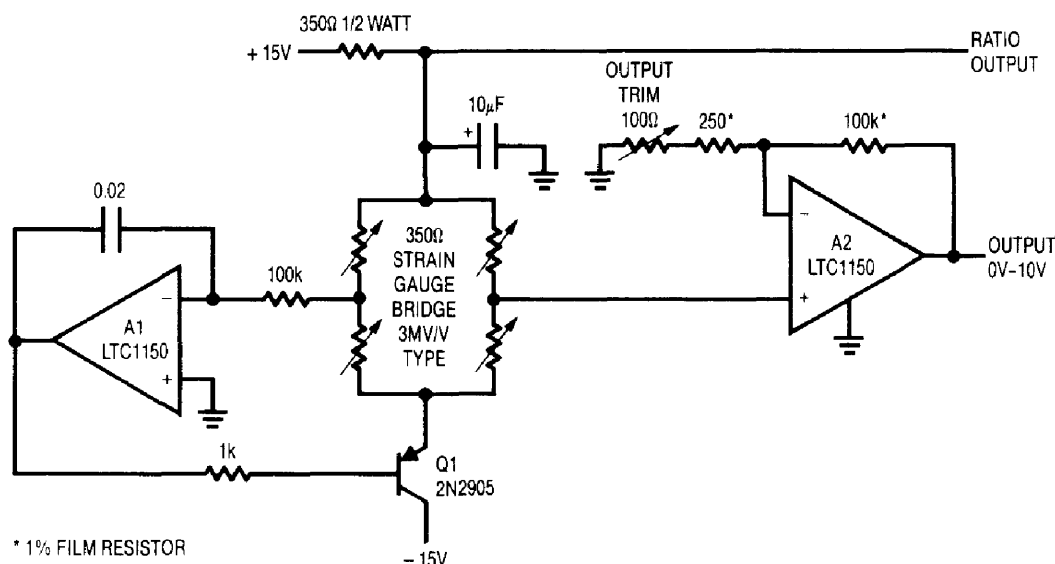 350Ω 1/2 WATT
+ 15V
RATIO
OUTPUT
OUTPUT
TRIM
100Ω
250*
100k*
10µF
+
0.02
350Ω
STRAIN
GAUGE
BRIDGE
3MV/V
TYPE
100k
−
A1
LTC1150
+
−
A2
LTC1150
+
OUTPUT
0V–10V
1k
Q1
2N2905
– 15V
* 1% FILM RESISTOR